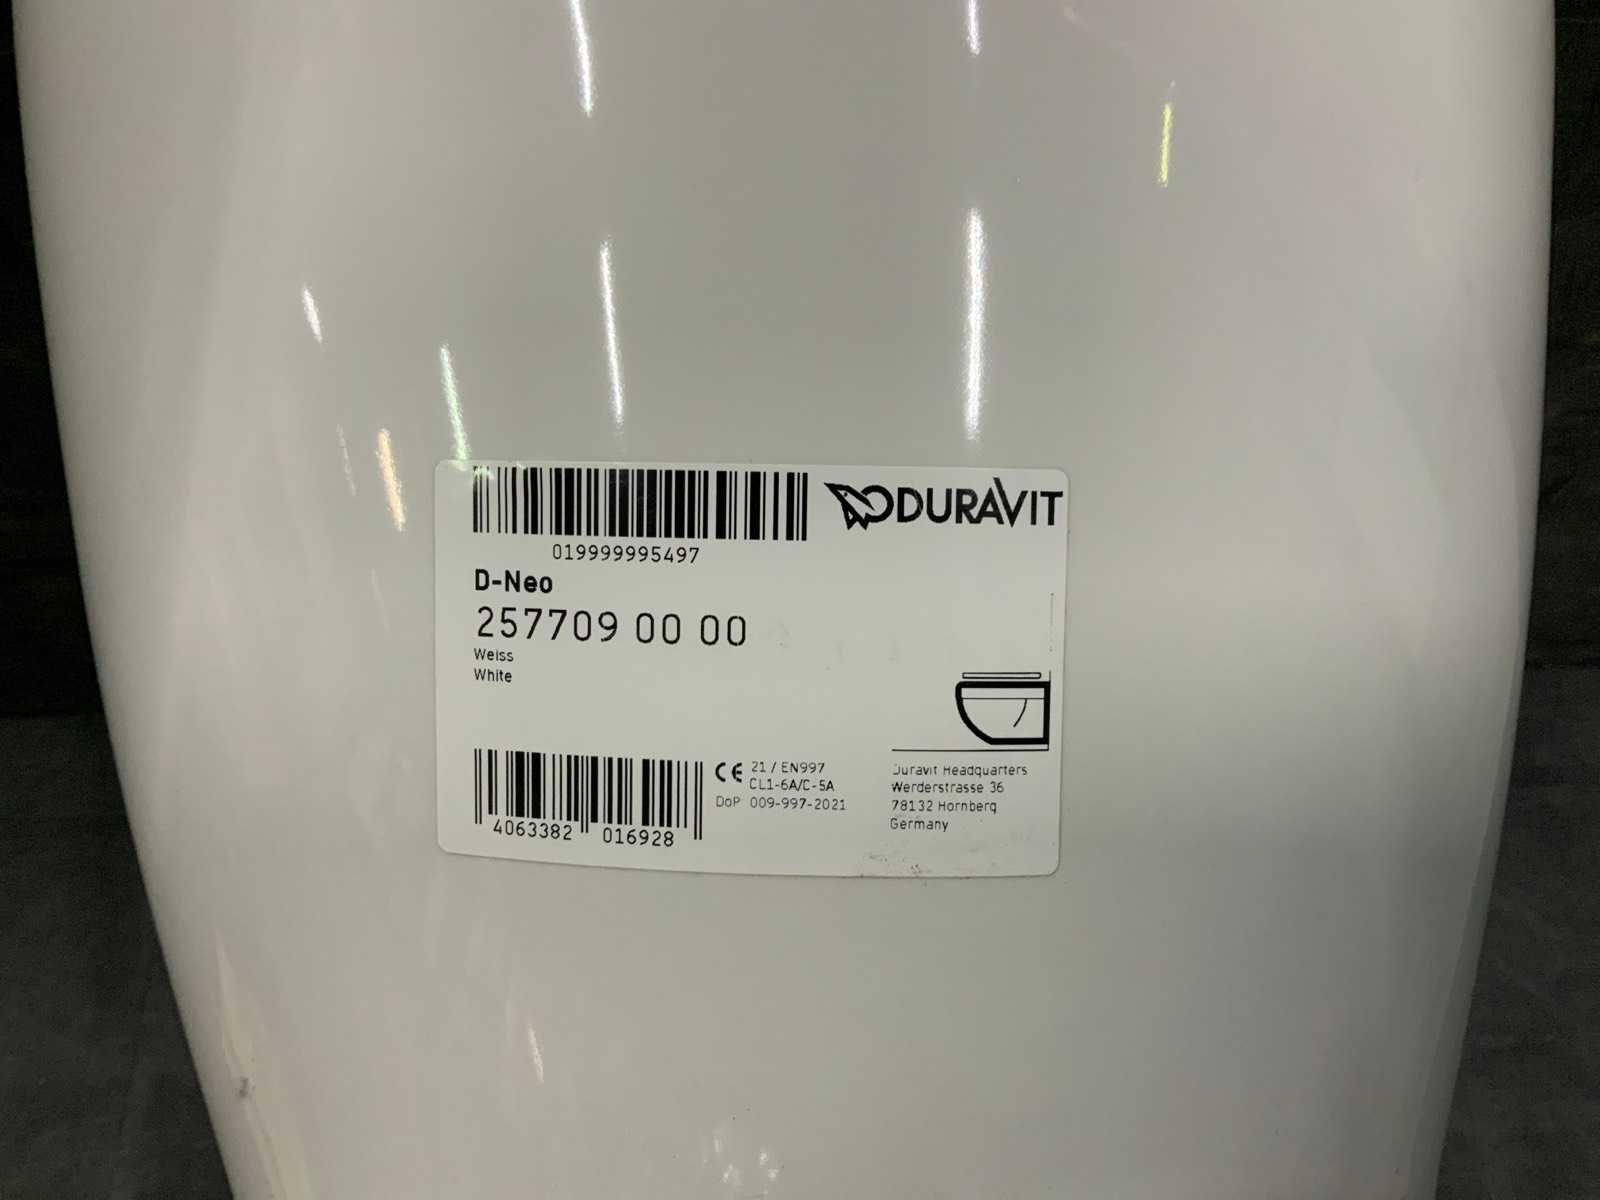 DURAVIT
019999995497
D-Neo
257709 00 00
Weiss
White
4063382 016928
CE 21 / EN997
CL1-6A/C-5A
DoP 009-997-2021
Duravit Headquarters
Werderstrasse 36
78132 Hornberg
Germany